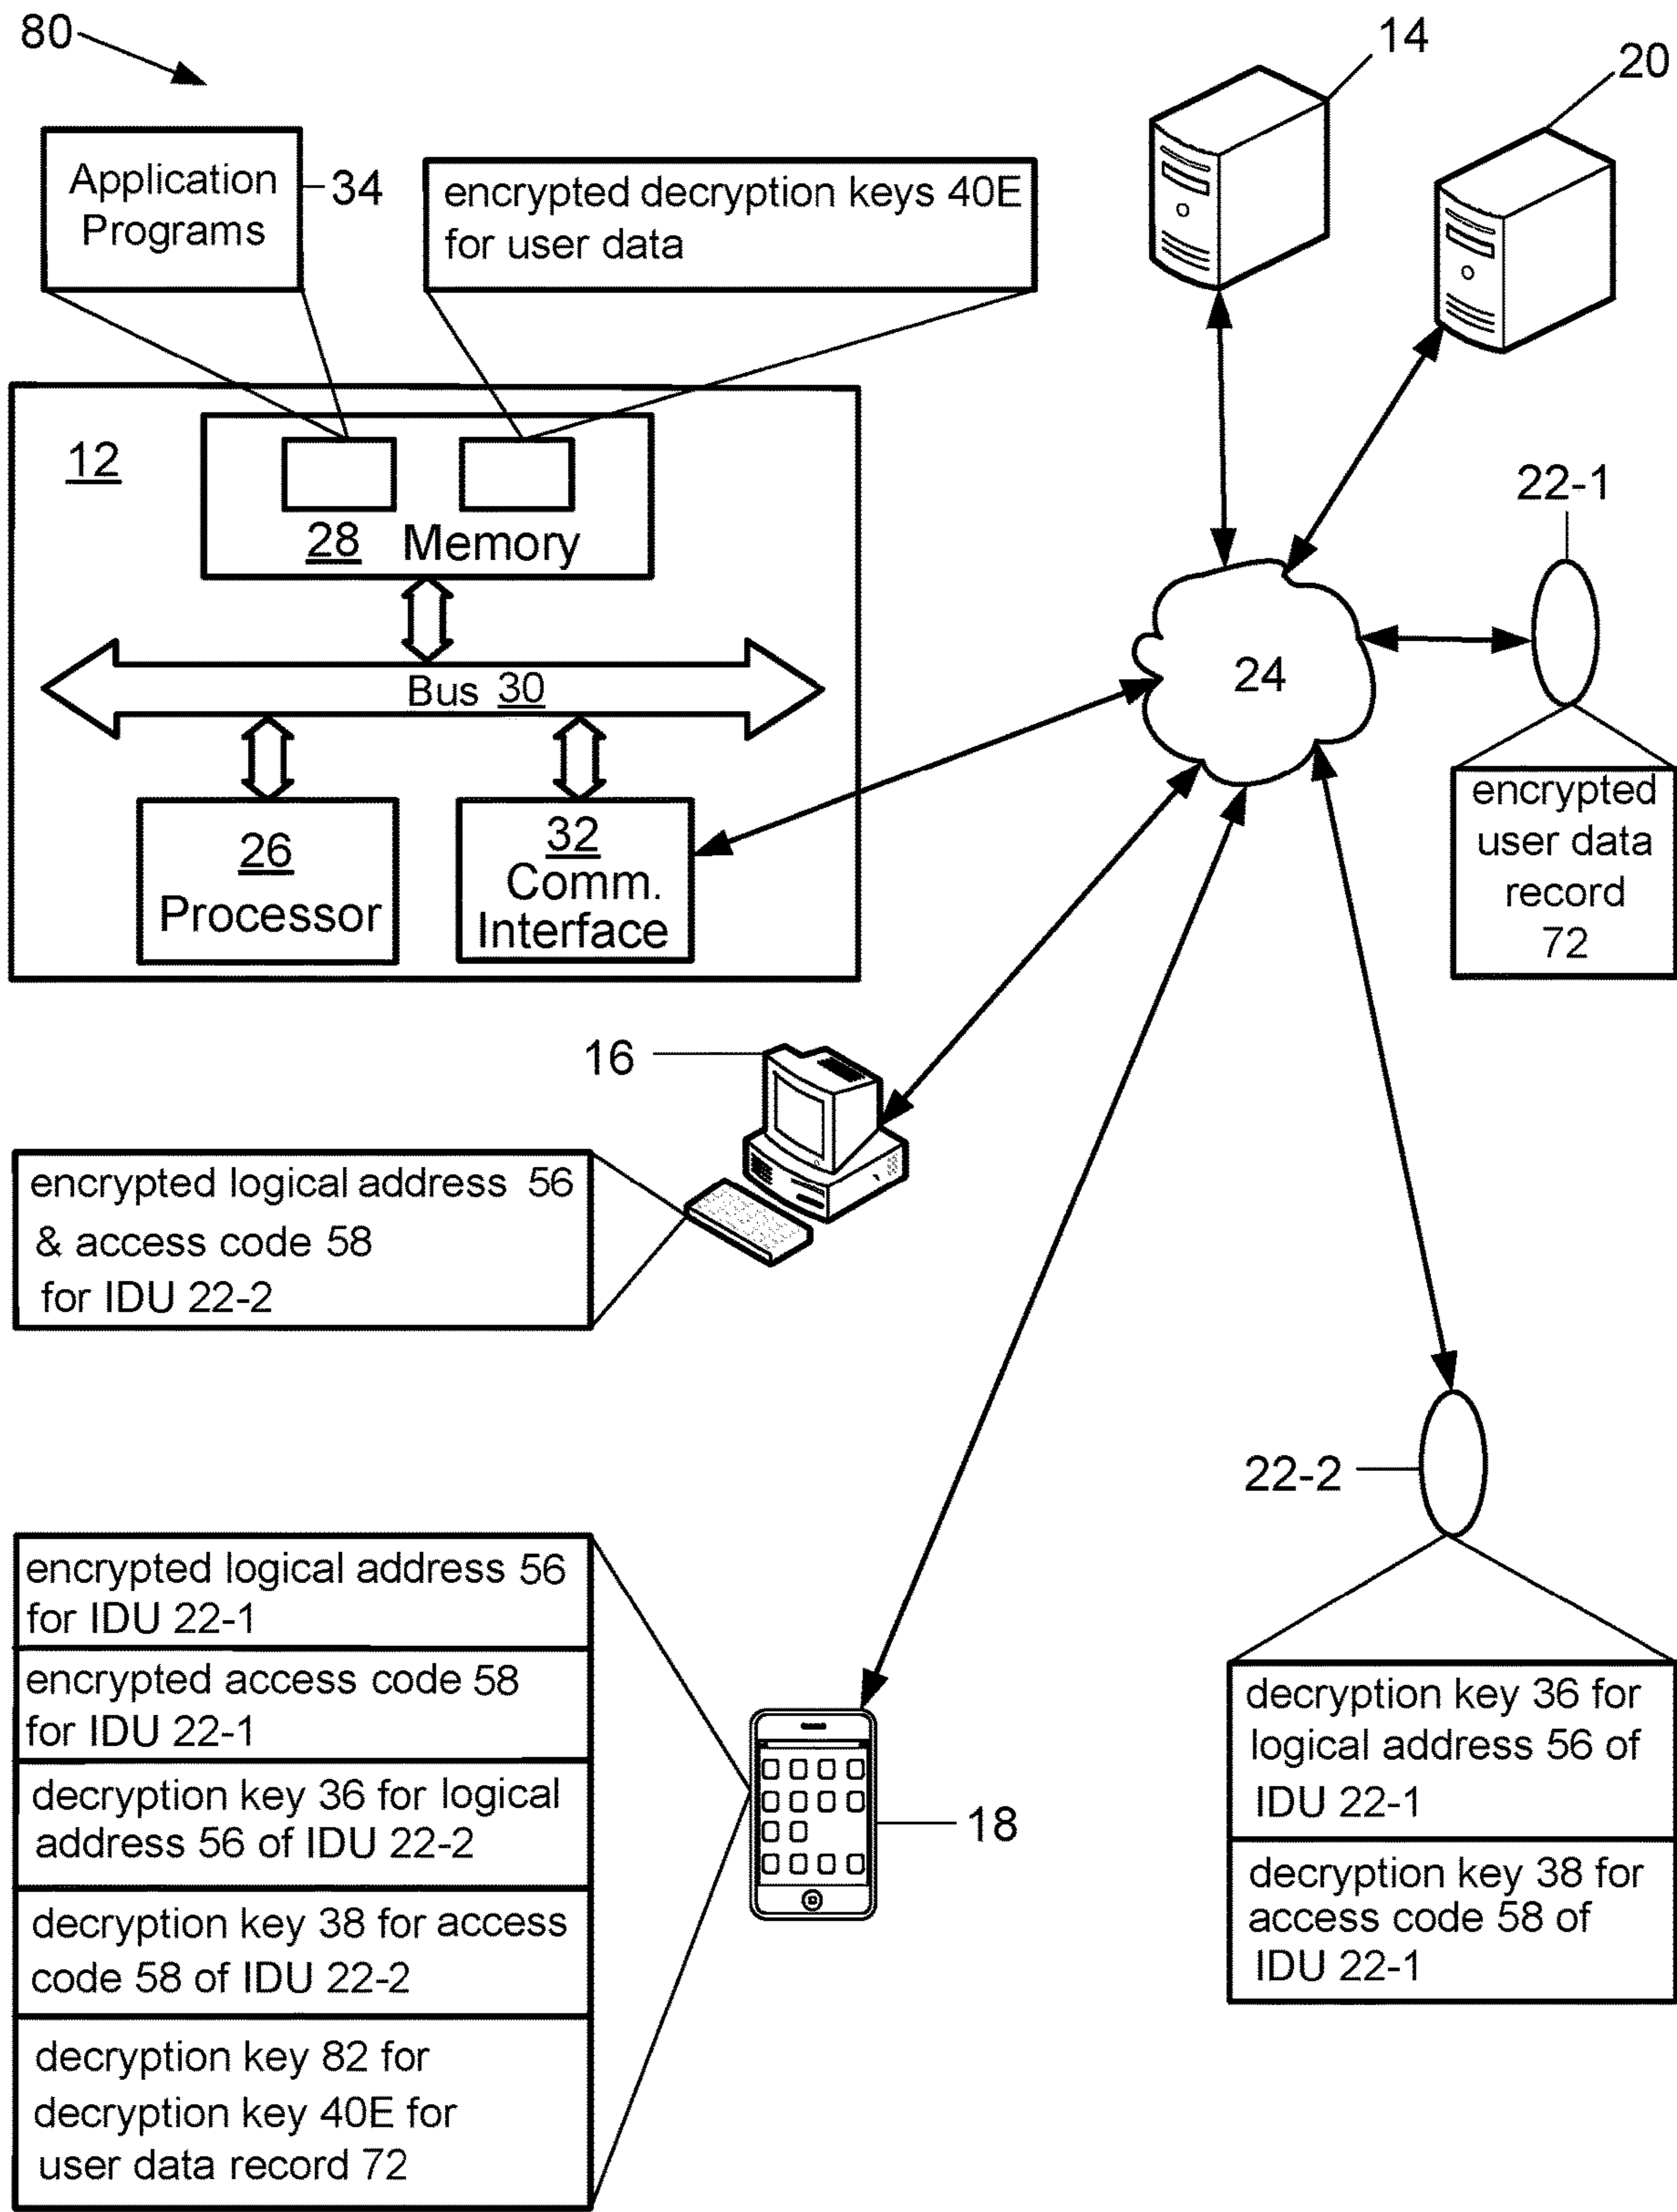 80
14
20
Application
Programs
34
encrypted decryption keys 40E
for user data
12
28 Memory
22-1
24
Bus 30
26
Processor
32
Comm.
Interface
encrypted
user data
record
72
16
encrypted logical address 56
& access code 58
for IDU 22-2
22-2
encrypted logical address 56
for IDU 22-1
encrypted access code 58
for IDU 22-1
decryption key 36 for logical
address 56 of IDU 22-2
decryption key 38 for access
code 58 of IDU 22-2
decryption key 82 for
decryption key 40E for
user data record 72
18
decryption key 36 for
logical address 56 of
IDU 22-1
decryption key 38 for
access code 58 of
IDU 22-1